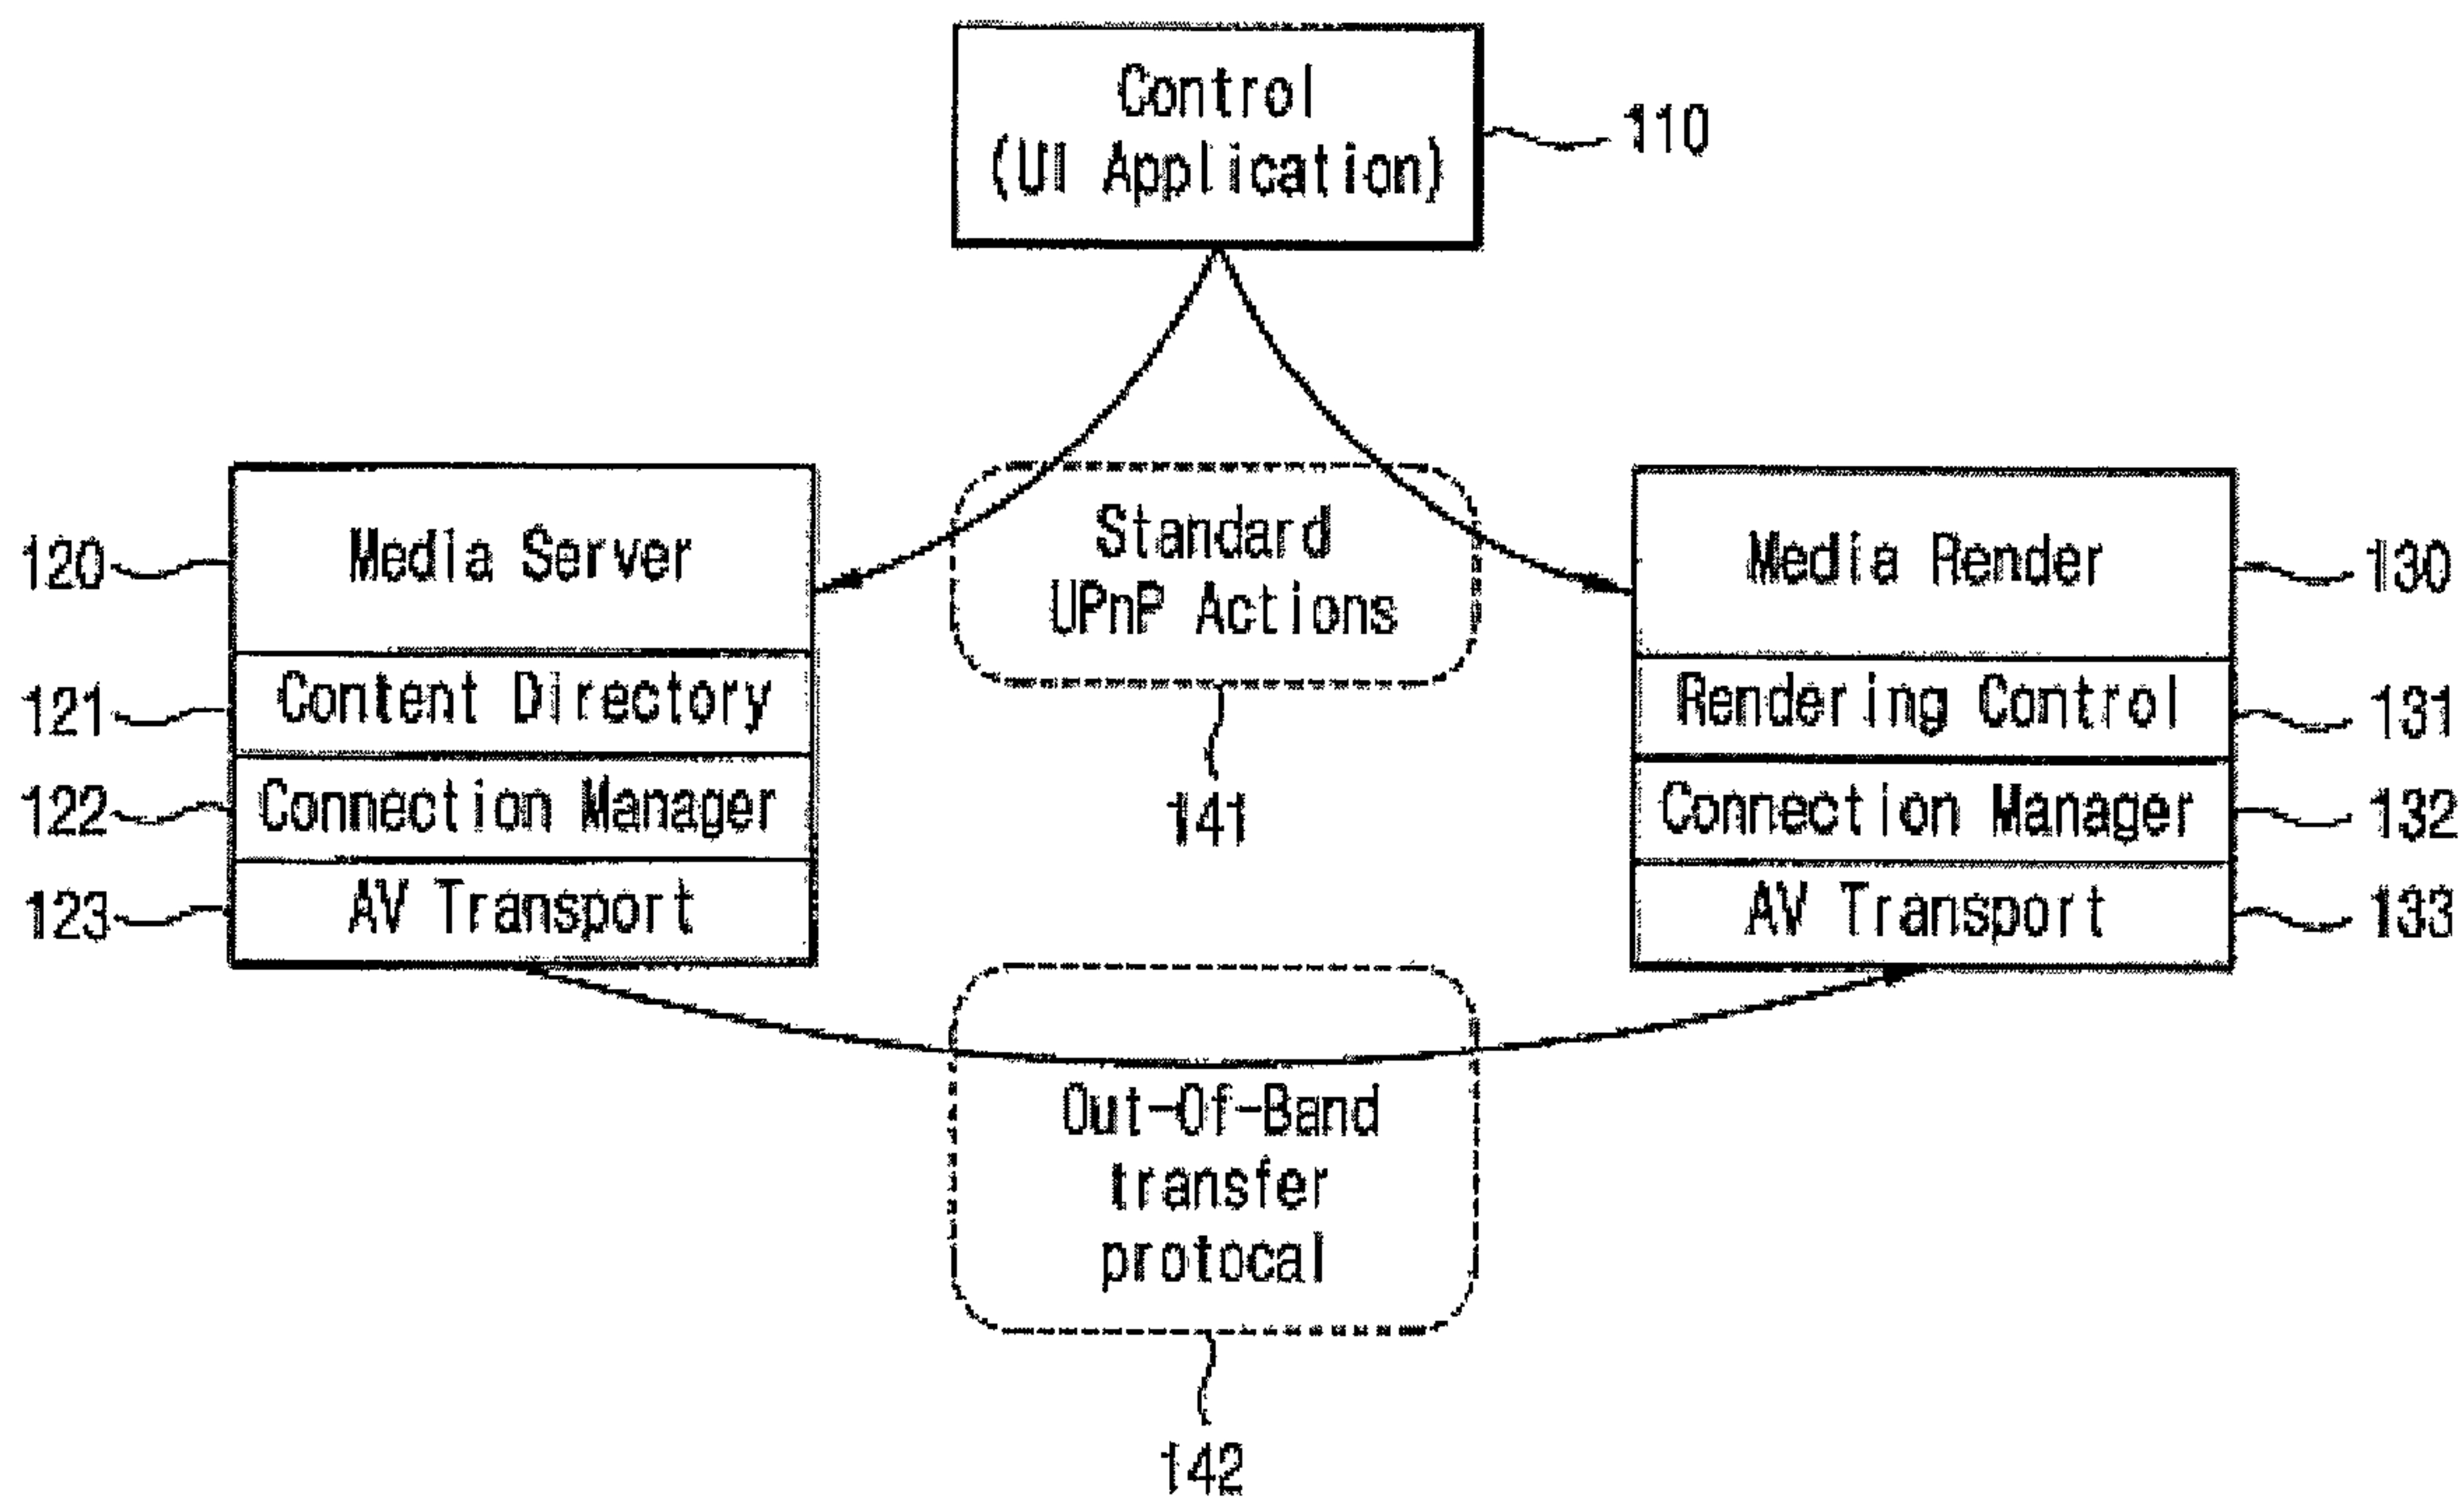 Control
(UI Application)
110
120
Media Server
Standard
UPnP Actions
Media Render
130
121
Content Directory
Rendering Control
131
122
Connection Manager
141
Connection Manager
132
123
AV Transport
AV Transport
133
Out-Of-Band
transfer
protocal
142